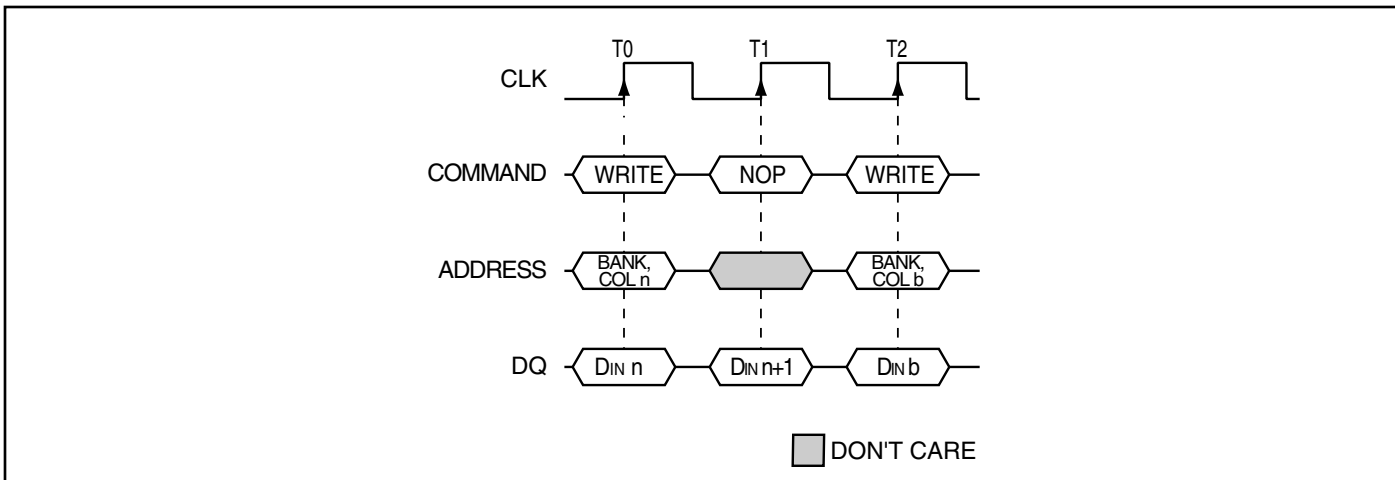 T0 T1 T2
CLK
COMMAND WRITE NOP WRITE
ADDRESS BANK, COL n BANK, COL b
DQ DIN n DIN n+1 DIN b
DON'T CARE